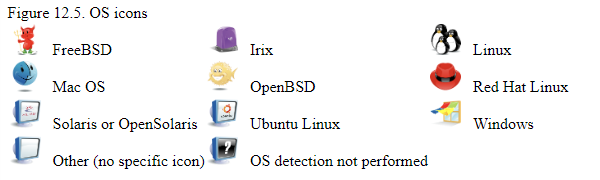 Figure 12.5. OS icons
FreeBSD Irix Linux
Mac OS OpenBSD Red Hat Linux
Solaris or OpenSolaris Ubuntu Linux Windows
Other (no specific icon) ? OS detection not performed